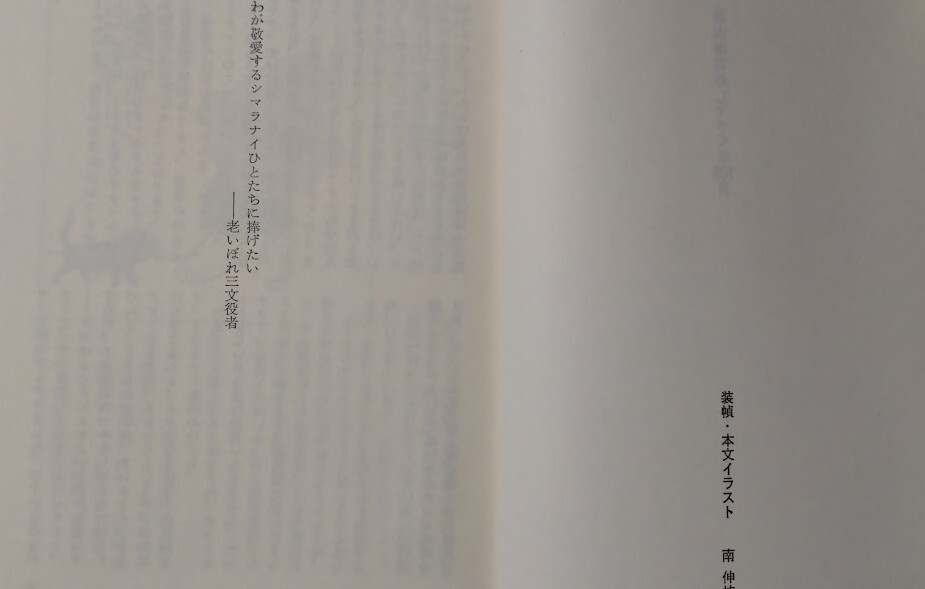 装幀・本文イラスト 南 伸
わが敬愛するシマラナイひとたちに捧げたい
――老いぼれ三文役者